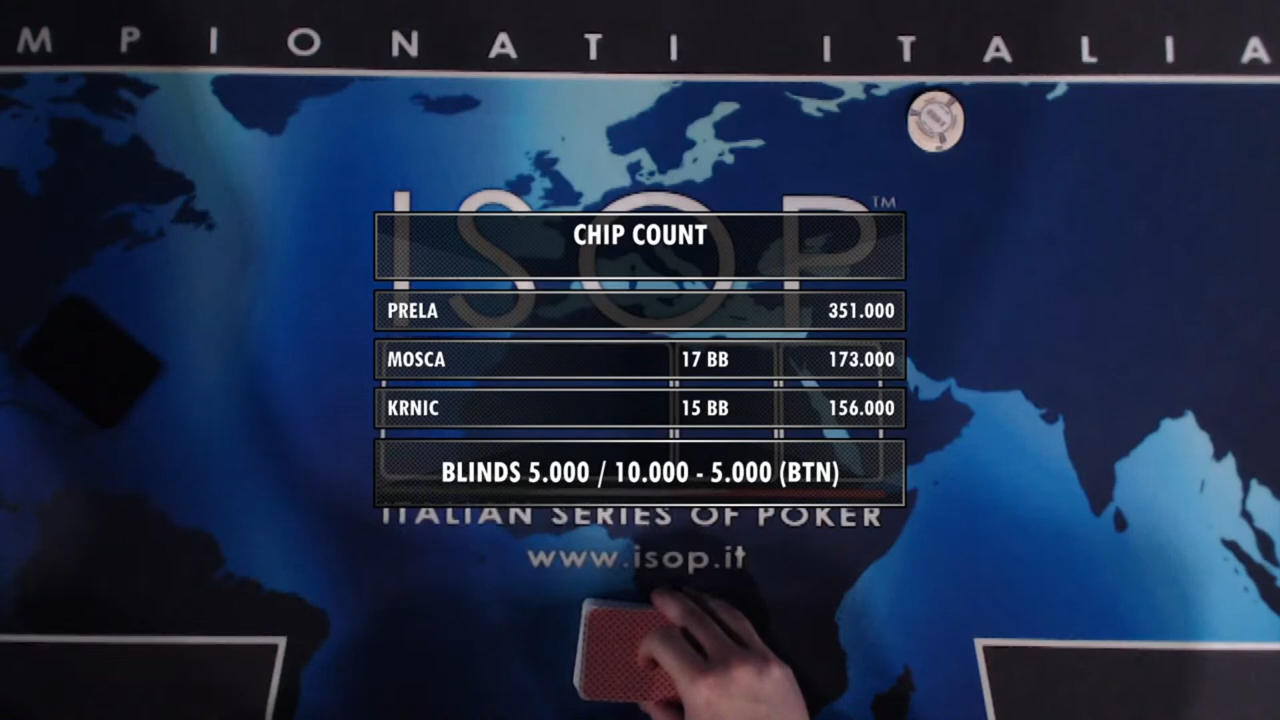 MPIONATI ITALIA
ISOP™
CHIP COUNT
PRELA 351.000
MOSCA 17 BB 173.000
KRNIC 15 BB 156.000
BLINDS 5.000 / 10.000 - 5.000 (BTN)
ITALIAN SERIES OF POKER
www.isop.it